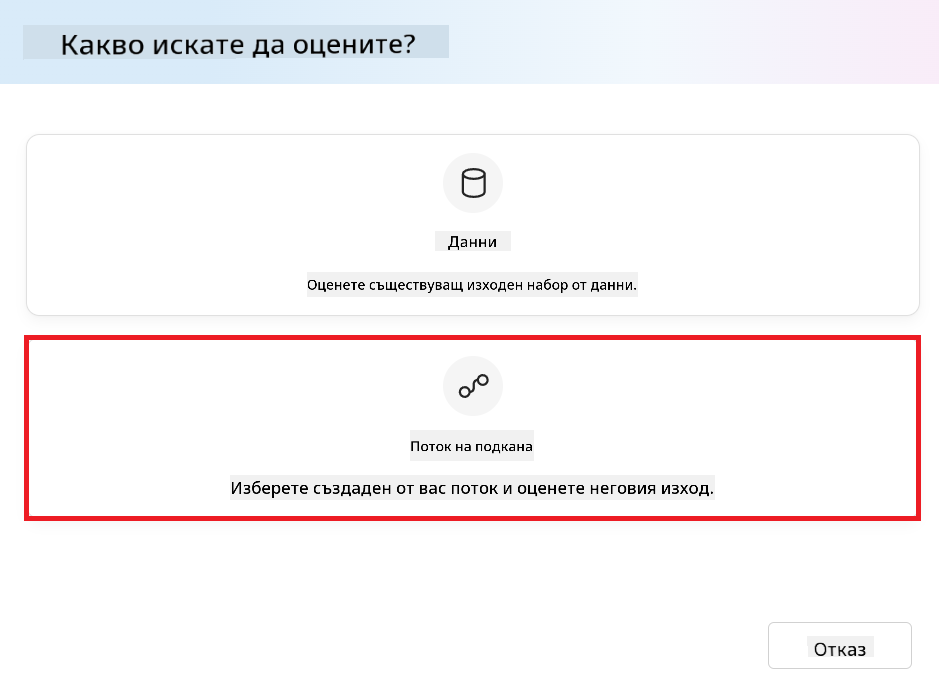 Какво искате да оцените?
Данни
Оценете съществуващ изходен набор от данни.
Поток на подкана
Изберете създаден от вас поток и оценете неговия изход.
Отказ